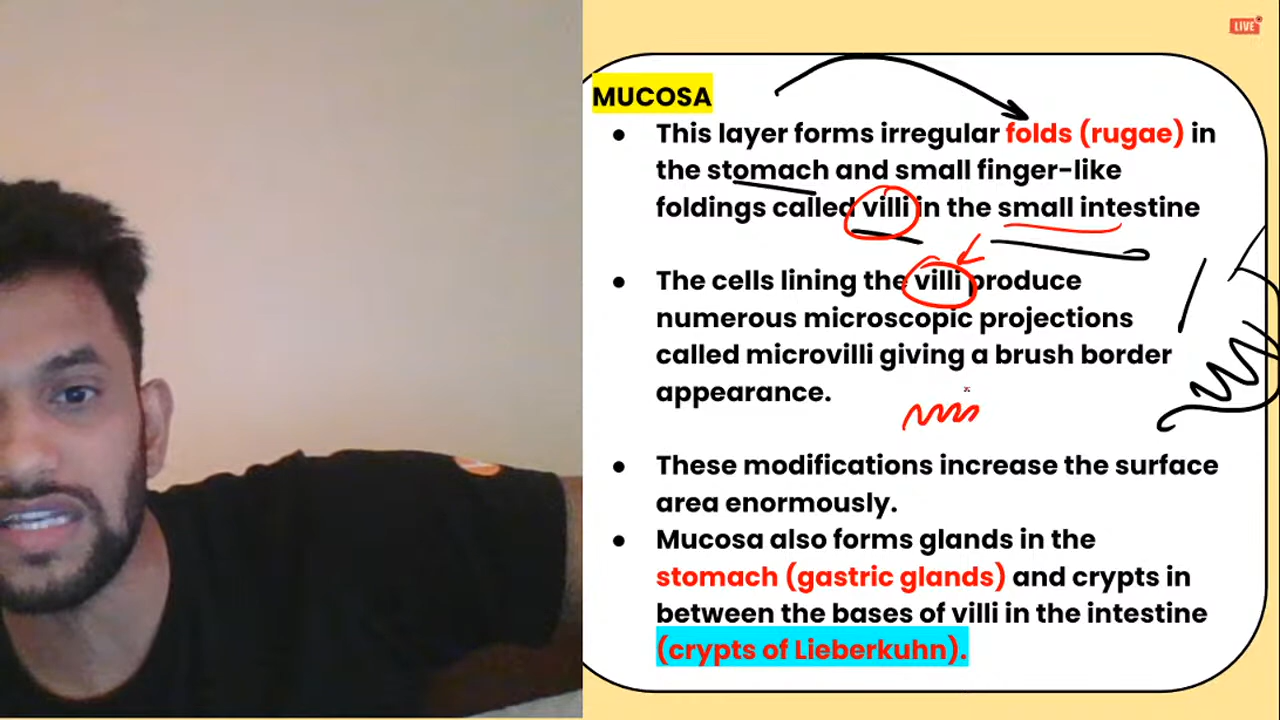 LIVE
MUCOSA
● This layer forms irregular folds (rugae) in
the stomach and small finger-like
foldings called villi in the small intestine
● The cells lining the villi produce
numerous microscopic projections
called microvilli giving a brush border
appearance.
● These modifications increase the surface
area enormously.
● Mucosa also forms glands in the
stomach (gastric glands) and crypts in
between the bases of villi in the intestine
(crypts of Lieberkuhn).